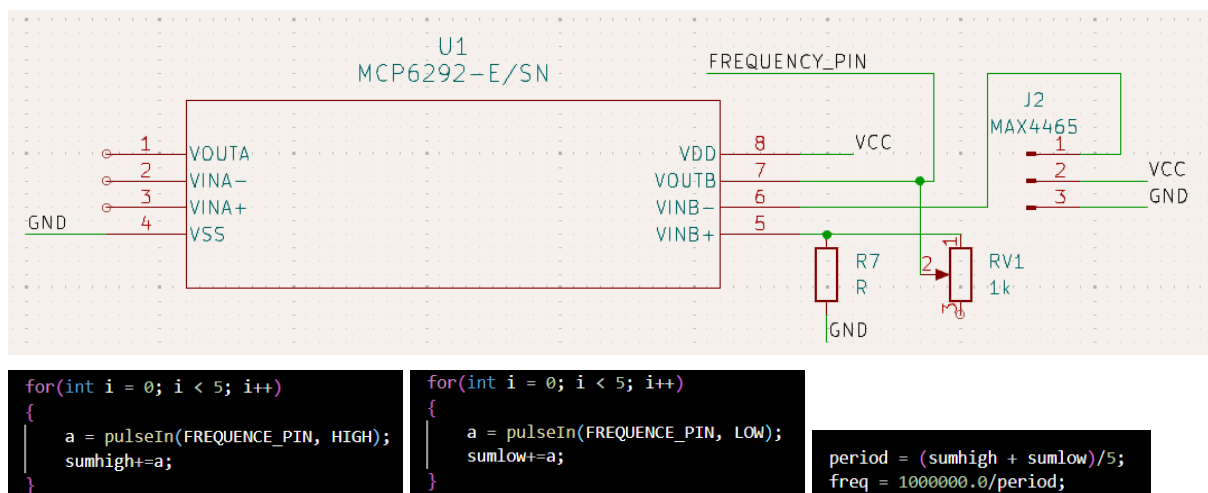 U1
MCP6292-E/SN
FREQUENCY_PIN
J2
MAX4465
1 VOUTA
2 VINA-
3 VINA+
4 VSS
GND
VDD 8 VCC
VOUTB 7
VINB- 6
VINB+ 5
1
2 VCC
3 GND
R7
R
GND
1
2
3
RV1
1k
for(int i = 0; i < 5; i++)
{
a = pulseIn(FREQUENCE_PIN, HIGH);
sumhigh+=a;
}
for(int i = 0; i < 5; i++)
{
a = pulseIn(FREQUENCE_PIN, LOW);
sumlow+=a;
}
period = (sumhigh + sumlow)/5;
freq = 1000000.0/period;